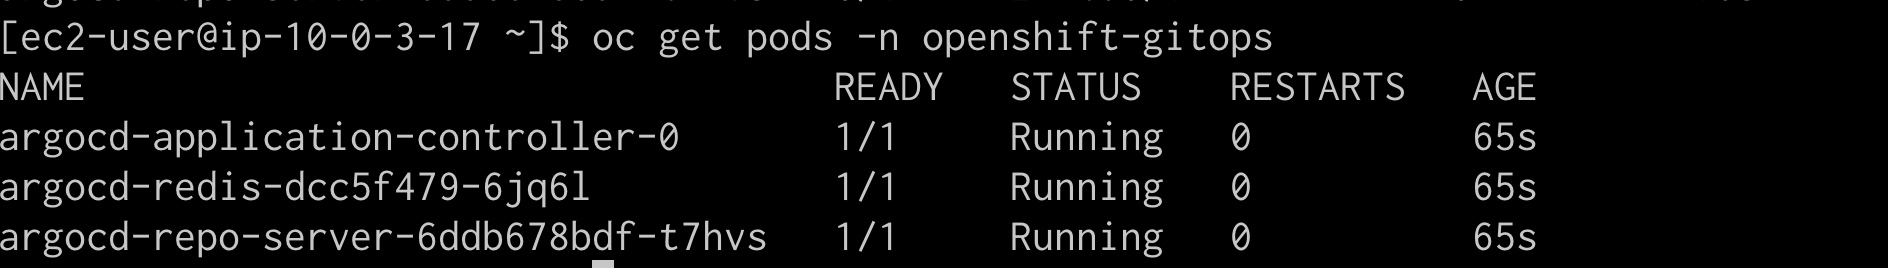 [ec2-user@ip-10-0-3-17 ~]$ oc get pods -n openshift-gitops
NAME READY STATUS RESTARTS AGE
argocd-application-controller-0 1/1 Running 0 65s
argocd-redis-dcc5f479-6jq6l 1/1 Running 0 65s
argocd-repo-server-6ddb678bdf-t7hvs 1/1 Running 0 65s